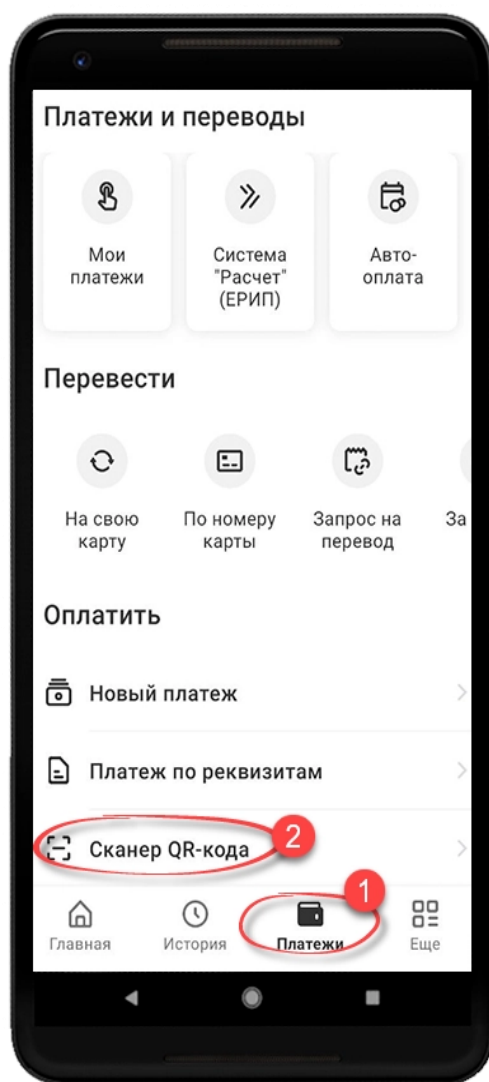 Платежи и переводы
Мои
платежи
Система
"Расчет"
(ЕРИП)
Авто-
оплата
Перевести
На свою
карту
По номеру
карты
Запрос на
перевод
За
Оплатить
Новый платеж
Платеж по реквизитам
Сканер QR-кода
2
1
Главная
История
Платежи
Еще